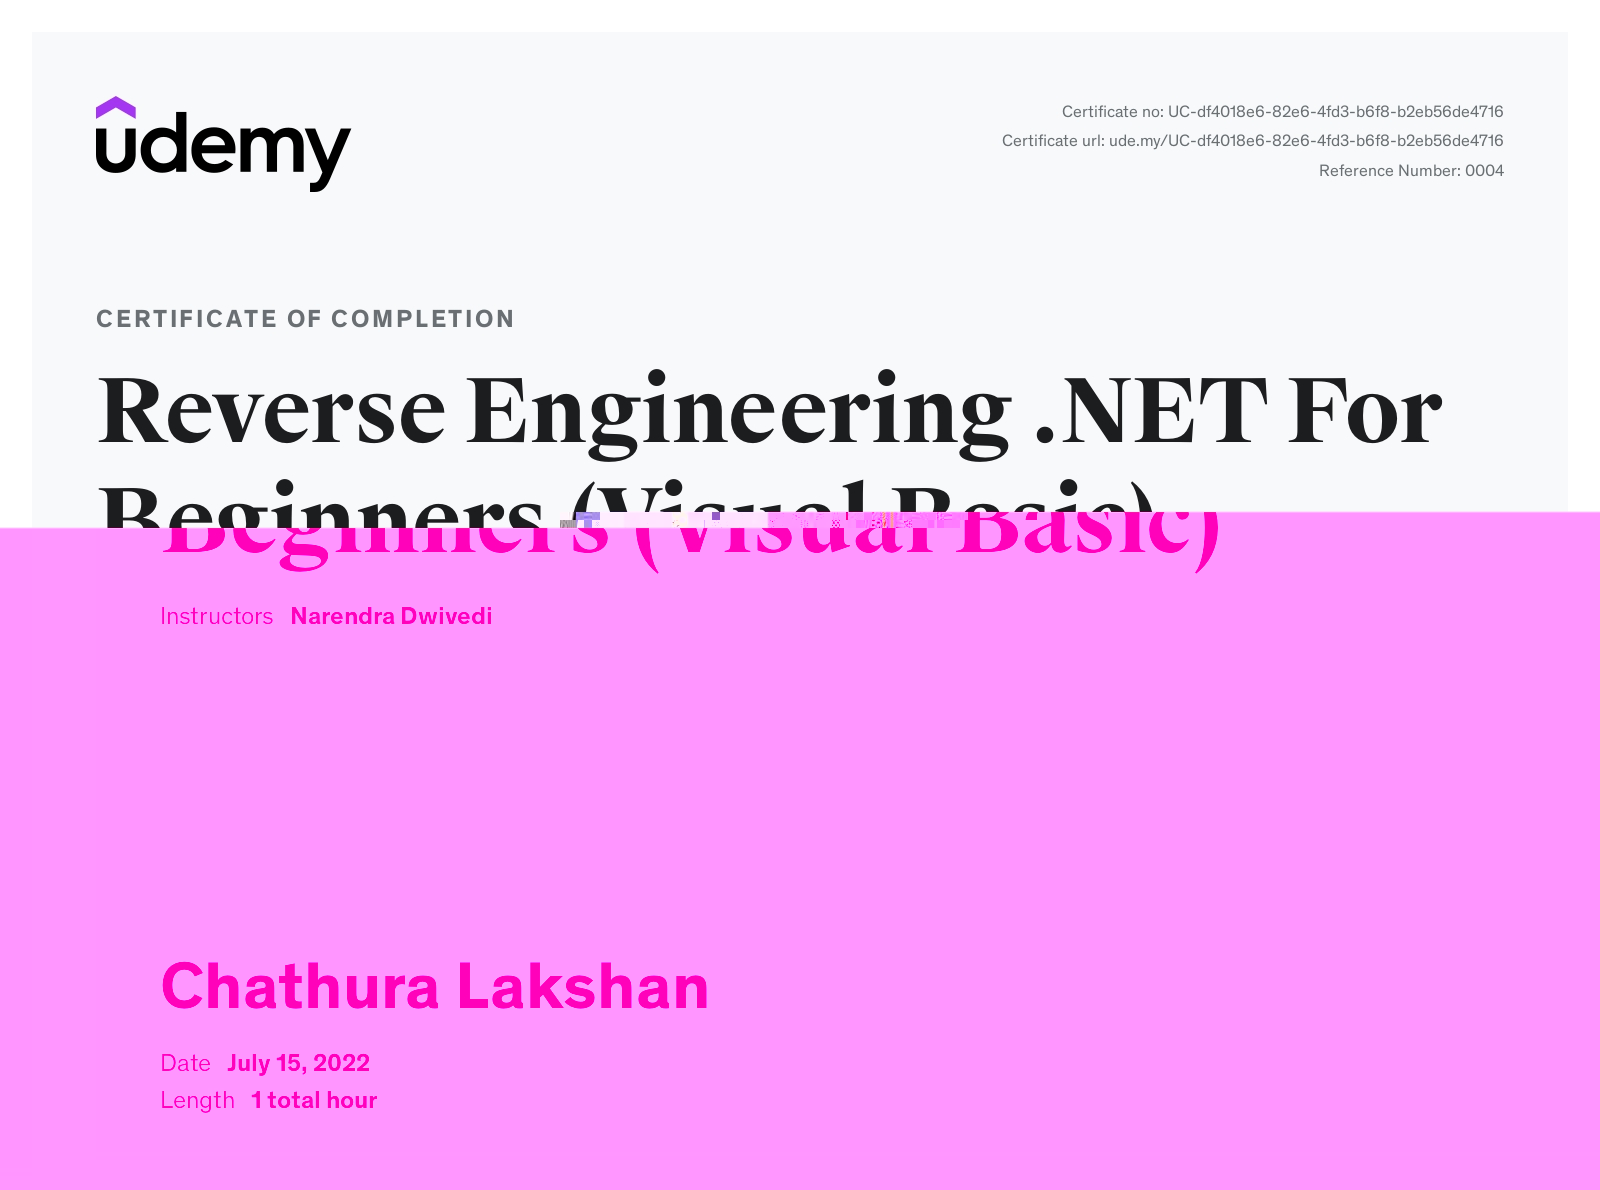 udemy
Certificate no: UC-df4018e6-82e6-4fd3-b6f8-b2eb56de4716
Certificate url: ude.my/UC-df4018e6-82e6-4fd3-b6f8-b2eb56de4716
Reference Number: 0004
CERTIFICATE OF COMPLETION
Reverse Engineering .NET For
Beginners (Visual Basic)
Instructors Narendra Dwivedi
Chathura Lakshan
Date July 15, 2022
Length 1 total hour